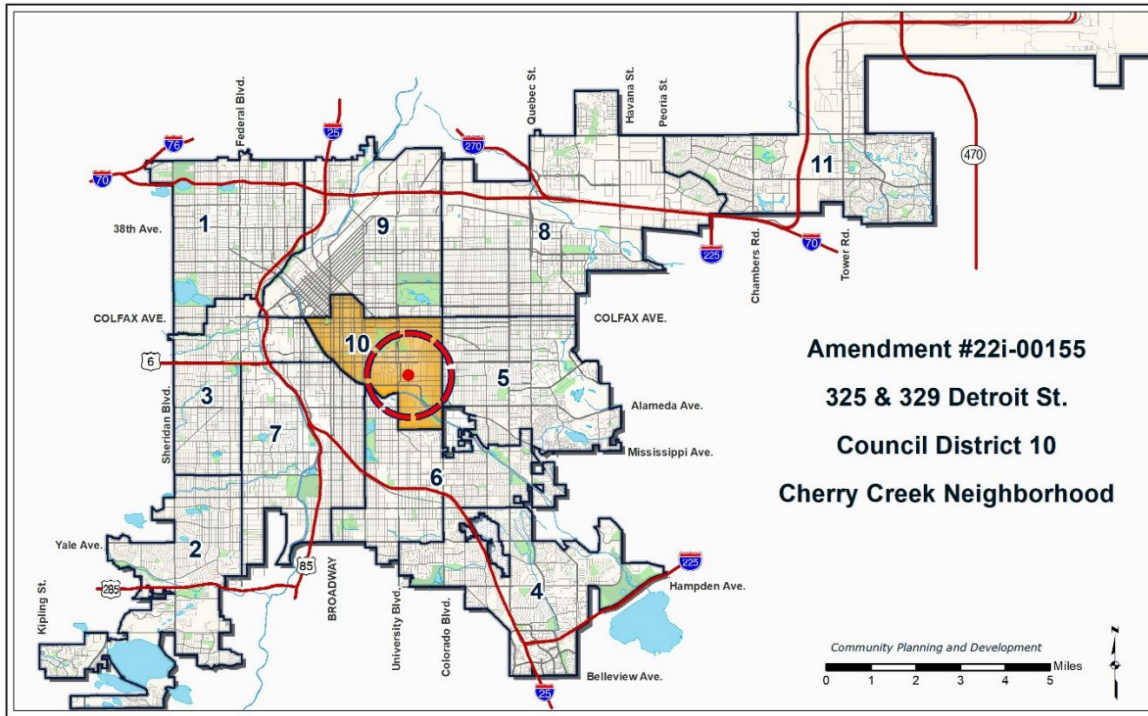 Federal Blvd.
Quebec St.
Havana St.
Peoria St.
25
76
270
70
470
11
1
9
8
38th Ave.
225
Chambers Rd.
70
Tower Rd.
COLFAX AVE.
COLFAX AVE.
10
6
5
Sheridan Blvd.
3
7
Alameda Ave.
Mississippi Ave.
6
Amendment #22i-00155
325 & 329 Detroit St.
Council District 10
Cherry Creek Neighborhood
Yale Ave.
2
85
285
Kipling St.
BROADWAY
University Blvd.
Colorado Blvd.
4
225
Hampden Ave.
Belleview Ave.
25
Community Planning and Development
0 1 2 3 4 5 Miles
N